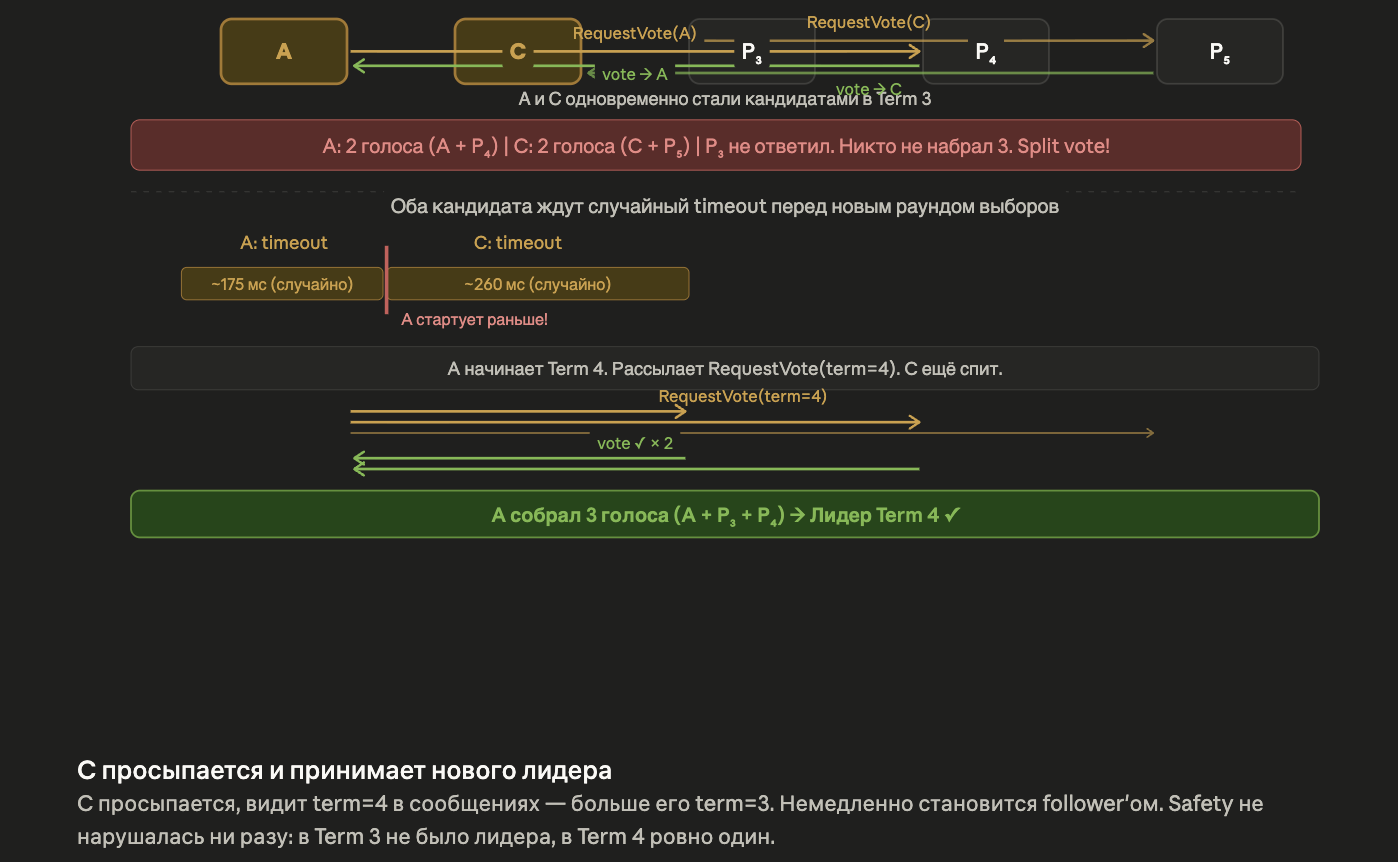 RequestVote(C)
RequestVote(A)
A
C
P₃
P₄
P₅
vote → A
vote → C
А и С одновременно стали кандидатами в Term 3
A: 2 голоса (A + P₄) | C: 2 голоса (C + P₅) | P₃ не ответил. Никто не набрал 3. Split vote!
Оба кандидата ждут случайный timeout перед новым раундом выборов
A: timeout
C: timeout
~175 мс (случайно)
~260 мс (случайно)
А стартует раньше!
А начинает Term 4. Рассылает RequestVote(term=4). С ещё спит.
RequestVote(term=4)
vote ✓ × 2
А собрал 3 голоса (A + P₃ + P₄) → Лидер Term 4 ✓
С просыпается и принимает нового лидера
С просыпается, видит term=4 в сообщениях — больше его term=3. Немедленно становится follower'ом. Safety не
нарушалась ни разу: в Term 3 не было лидера, в Term 4 ровно один.